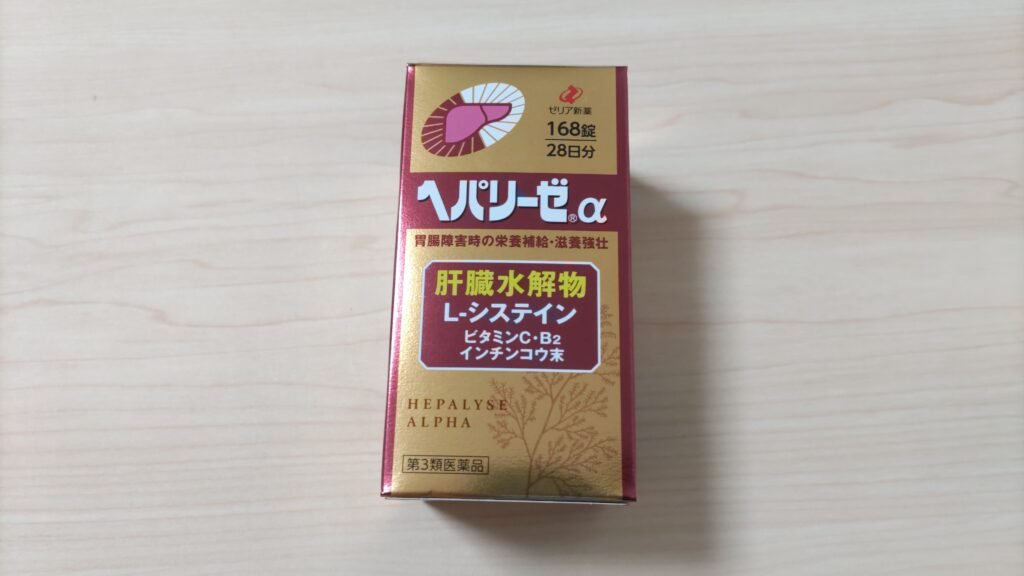 ゼリア新薬
168錠
28日分
ヘパリーゼ®α
胃腸障害時の栄養補給・滋養強壮
肝臓水解物
L-システイン
ビタミンC・B2
インチンコウ末
HEPALYSE
ALPHA
第3類医薬品